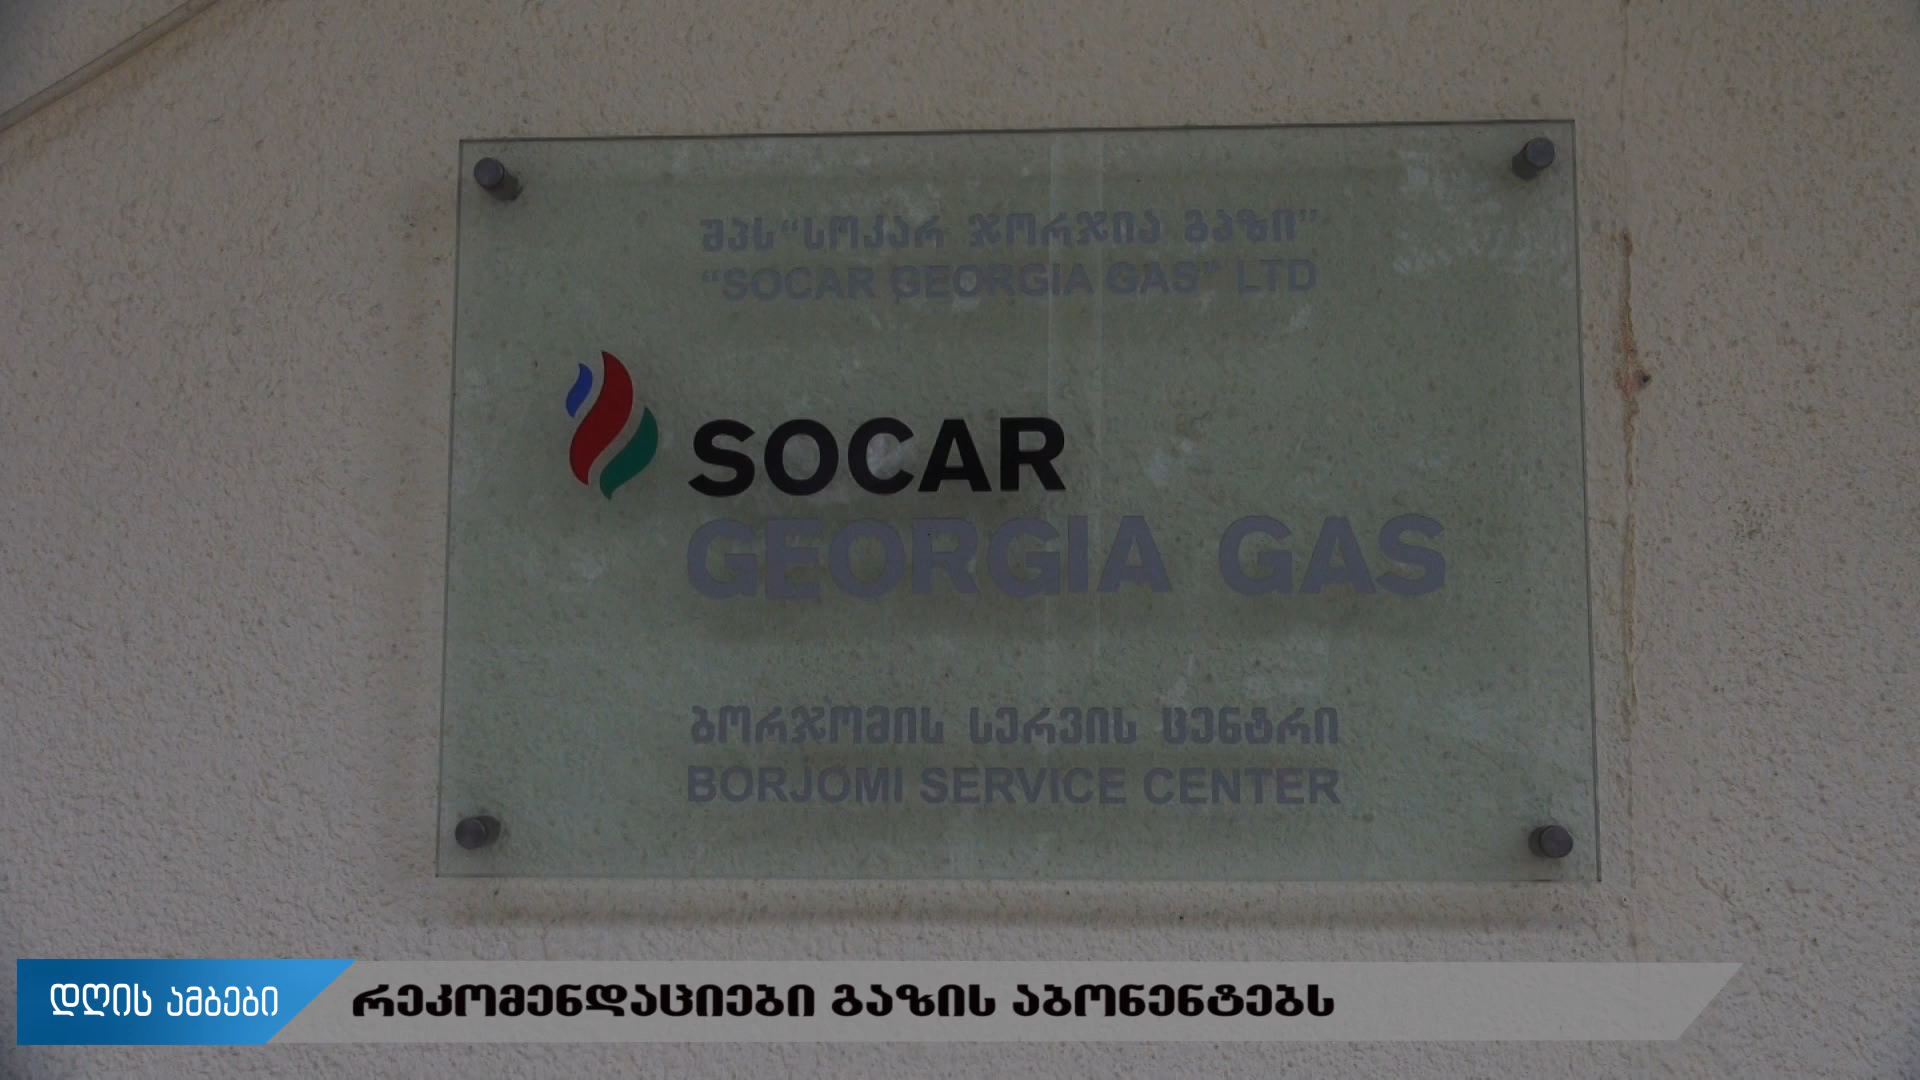 შპს“სოკარ ჯორჯია გაზი”
“SOCAR GEORGIA GAS” LTD
SOCAR
GEORGIA GAS
ბორჯომის სერვის ცენტრი
BORJOMI SERVICE CENTER
დღის ამბები
რეკომენდაციები გაზის აბონენტებს